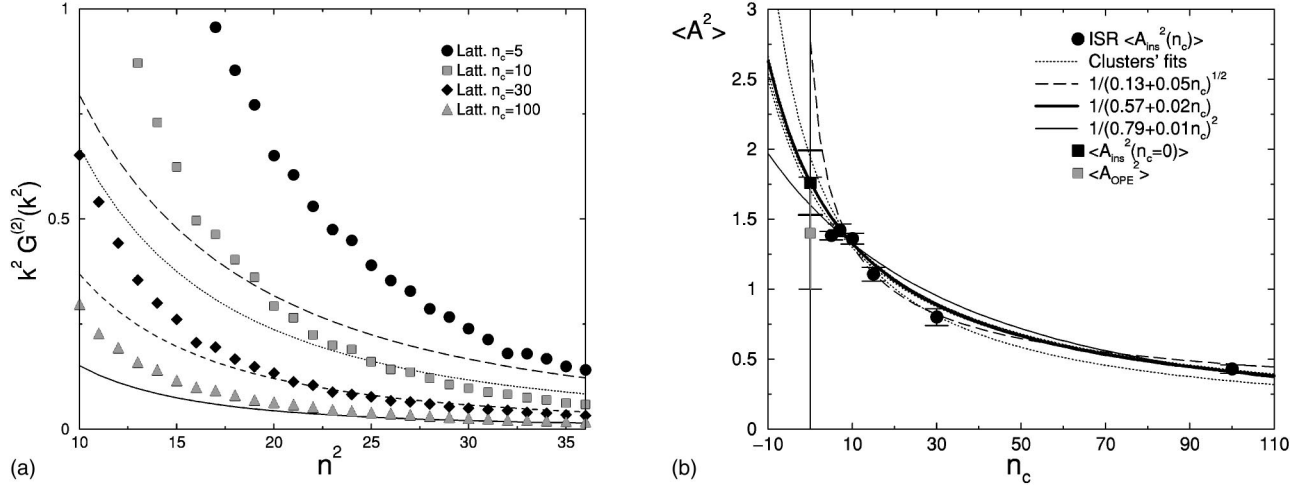 k² G⁽²⁾(k²)
1
0.5
0
Latt. n_c=5
Latt. n_c=10
Latt. n_c=30
Latt. n_c=100
10 15 20 25 30 35
n²
(a)
<A²>
3
2.5
2
1.5
1
0.5
0
ISR <A_ins²(n_c)>
Clusters' fits
1/(0.13+0.05n_c)^1/2
1/(0.57+0.02n_c)
1/(0.79+0.01n_c)²
<A_ins²(n_c=0)>
<A_OPE²>
−10 10 30 50 70 90 110
n_c
(b)